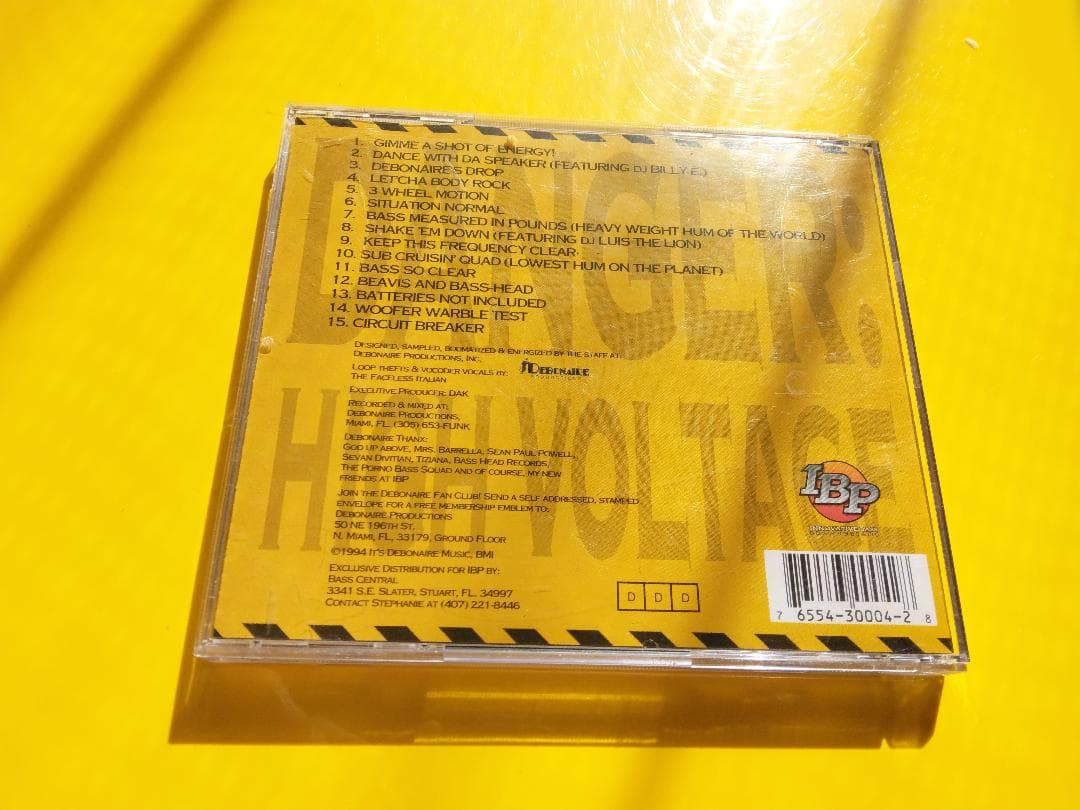 1. GIMME A SHOT OF ENERGY!
2. DANCE WITH DA SPEAKER (FEATURING DJ BILLY E.)
3. DEBONAIRE'S DROP
4. LET'CHA BODY ROCK
5. 3-WHEEL MOTION
6. SITUATION NORMAL
7. BASS MEASURED IN POUNDS (HEAVY WEIGHT HUM OF THE WORLD)
8. SHAKE 'EM DOWN (FEATURING DJ LUIS THE LION)
9. KEEP THIS FREQUENCY CLEAR
10. SUB CRUISIN' QUAD (LOWEST HUM ON THE PLANET)
11. BASS SO CLEAR
12. BEAVIS AND BASS-HEAD
13. BATTERIES NOT INCLUDED
14. WOOFER WARBLE TEST
15. CIRCUIT BREAKER
DANGER:
HIGH VOLTAGE
DESIGNED, SAMPLED, BOOMATIZED & ENERGIZED BY THE STAFF AT:
DEBONAIRE PRODUCTIONS, INC.
LOOP THEFTS & VOCODER VOCALS BY:
THE FACELESS ITALIAN
DEBONAIRE
PRODUCTIONS
EXECUTIVE PRODUCER: DAK
RECORDED & MIXED AT:
DEBONAIRE PRODUCTIONS,
MIAMI, FL. (305) 653-FUNK
DEBONAIRE THANX:
GOD UP ABOVE, MRS. BARRELLA, SEAN PAUL POWELL,
SEVAN DIVITIAN, TIZIANA, BASS HEAD RECORDS,
THE PORNO BASS SQUAD AND OF COURSE, MY NEW
FRIENDS AT IBP
JOIN THE DEBONAIRE FAN CLUB! SEND A SELF ADDRESSED, STAMPED
ENVELOPE FOR A FREE MEMBERSHIP EMBLEM TO:
DEBONAIRE PRODUCTIONS
50 NE 196TH ST.
N. MIAMI, FL, 33179, GROUND FLOOR
©1994 IT'S DEBONAIRE MUSIC, BMI
EXCLUSIVE DISTRIBUTION FOR IBP BY:
BASS CENTRAL
3341 S.E. SLATER, STUART, FL. 34997
CONTACT STEPHANIE AT (407) 221-8446
D D D
IBP
INNOVATIVE BASS
7 6554-30004-2 8